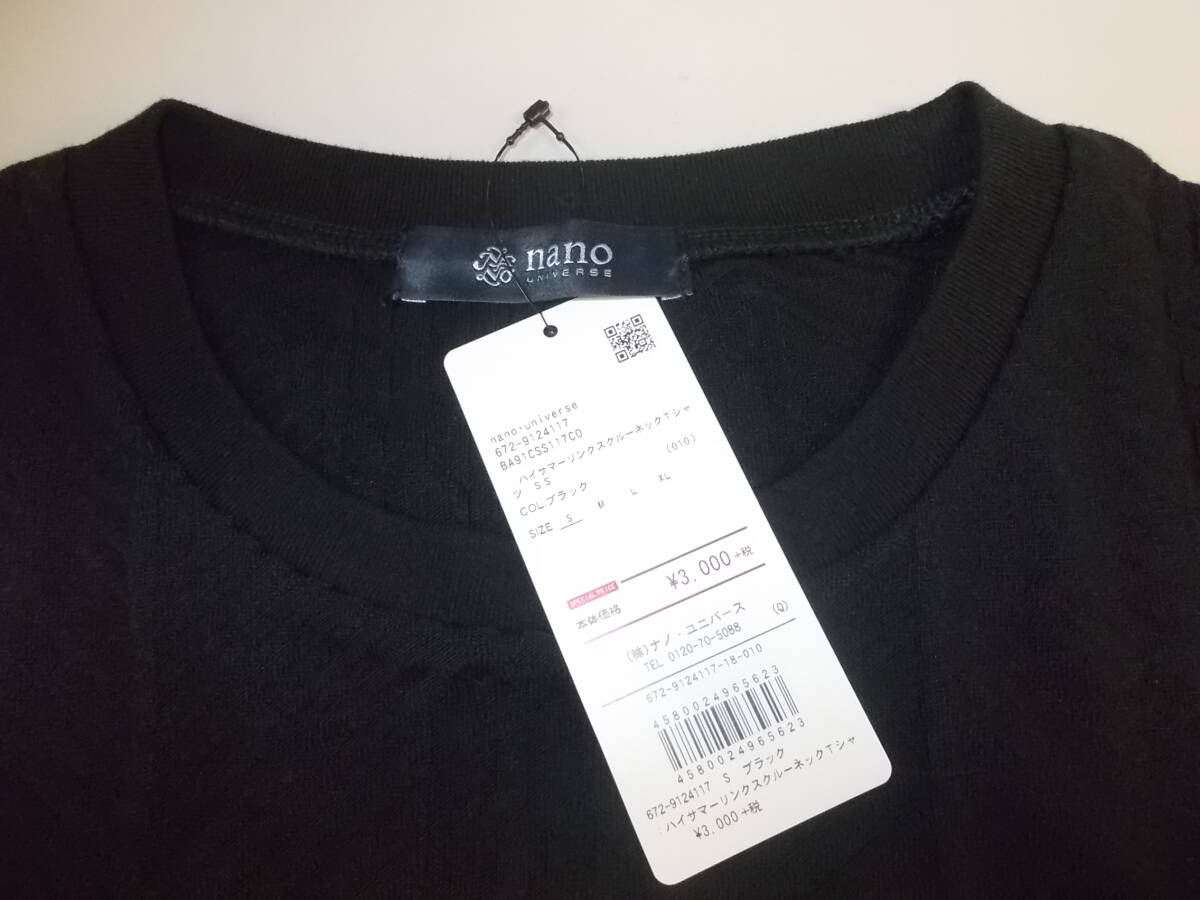 nano
UNIVERSE
nano・universe
672-9124117
BA91CSS117CO
ハイサマーリンクスクルーネックTシャ
ツ SS (010)
COL.ブラック
SIZE S M L XL
SPECIAL PRICE
本体価格 ¥3,000+税
(株)ナノ・ユニバース
TEL 0120-70-5088 (Q)
672-9124117-18-010
4580024965623
4580024965623
672-9124117 S ブラック
ハイサマーリンクスクルーネックTシャ
¥3,000+税